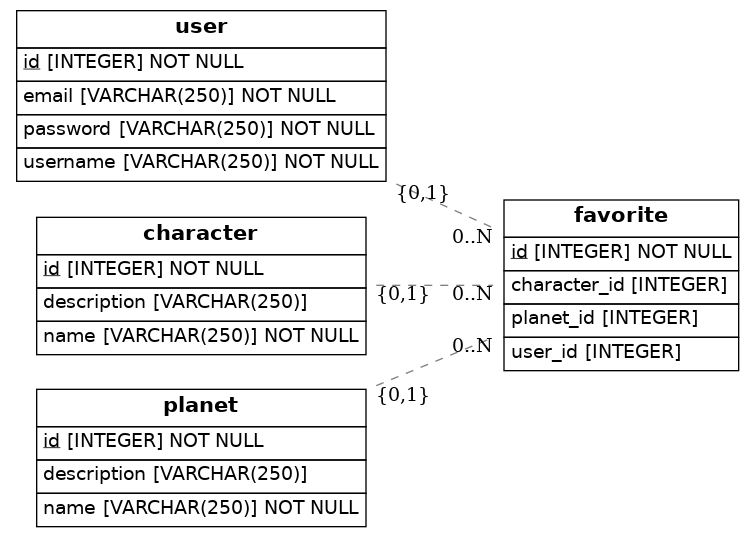 user
id [INTEGER] NOT NULL
email [VARCHAR(250)] NOT NULL
password [VARCHAR(250)] NOT NULL
username [VARCHAR(250)] NOT NULL
{0,1}
0..N
character
id [INTEGER] NOT NULL
description [VARCHAR(250)]
name [VARCHAR(250)] NOT NULL
{0,1}
0..N
favorite
id [INTEGER] NOT NULL
character_id [INTEGER]
planet_id [INTEGER]
user_id [INTEGER]
0..N
{0,1}
planet
id [INTEGER] NOT NULL
description [VARCHAR(250)]
name [VARCHAR(250)] NOT NULL